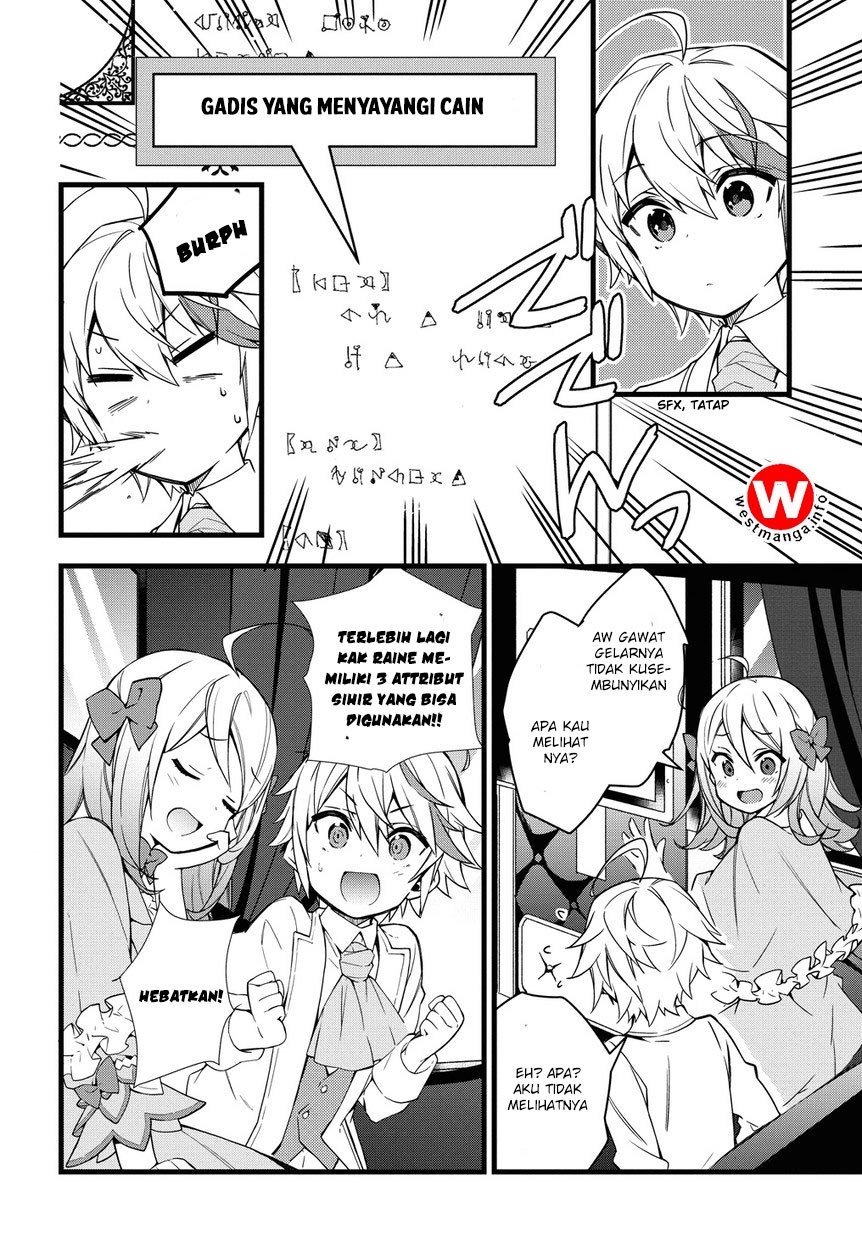 GADIS YANG MENYAYANGI CAIN
SFX, TATAP
BURPH
W
westmanga.info
AW GAWAT
GELARNYA
TIDAK KUSE-
MBUNYIKAN
APA KAU
MELIHAT
NYA?
EH? APA?
AKU TIDAK
MELIHATNYA
TERLEBIH LAGI
KAK RAINE ME-
MILIKI 3 ATTRIBUT
SIHIR YANG BISA
DIGUNAKAN!!
HEBATKAN!